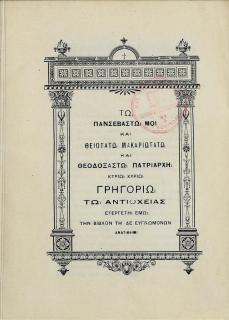 ΤΩ
ΠΑΝΣΕΒΑΣΤΩ ΜΟΙ
ΚΑΙ
ΘΕΙΟΤΑΤΩ ΜΑΚΑΡΙΩΤΑΤΩ
ΚΑΙ
ΘΕΟΔΟΞΑΣΤΩ ΠΑΤΡΙΑΡΧΗ
ΚΥΡΙΩ ΚΥΡΙΩ
ΓΡΗΓΟΡΙΩ
ΤΩ ΑΝΤΙΟΧΕΙΑΣ
ΕΥΕΡΓΕΤΗ ΕΜΩ
ΤΗΝ ΒΙΒΛΟΝ ΤΗΝ ΔΕ ΕΥΓΝΩΜΟΝΩΝ
ΑΝΑΤΙΘΗΜΙ